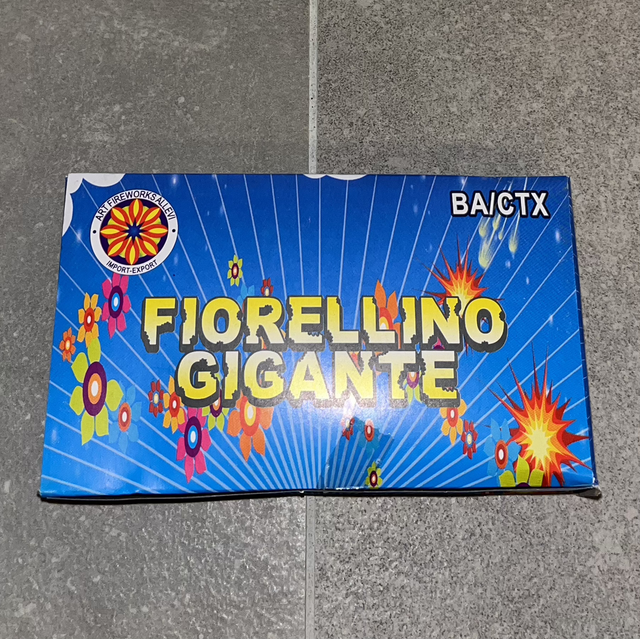 ART FIREWORKS ALLEVI
IMPORT-EXPORT
BA/CTX
FIORELLINO
GIGANTE